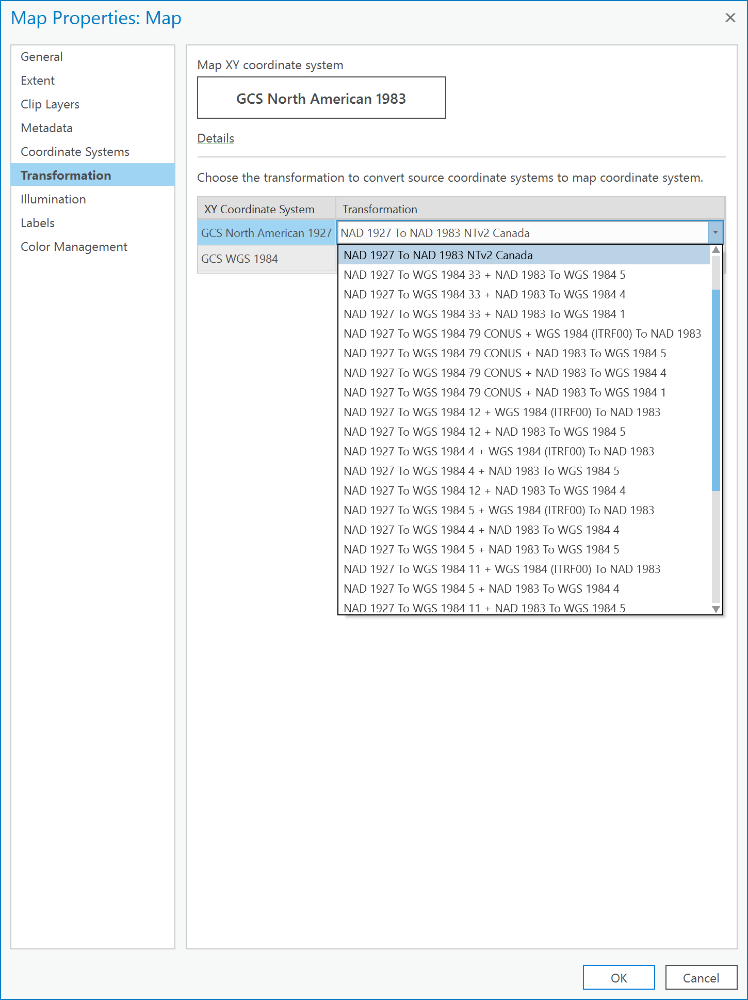 Map Properties: Map
General
Extent
Clip Layers
Metadata
Coordinate Systems
Transformation
Illumination
Labels
Color Management
Map XY coordinate system
GCS North American 1983
Details
Choose the transformation to convert source coordinate systems to map coordinate system.
XY Coordinate System Transformation
GCS North American 1927 NAD 1927 To NAD 1983 NTv2 Canada
GCS WGS 1984
NAD 1927 To NAD 1983 NTv2 Canada
NAD 1927 To WGS 1984 33 + NAD 1983 To WGS 1984 5
NAD 1927 To WGS 1984 33 + NAD 1983 To WGS 1984 4
NAD 1927 To WGS 1984 33 + NAD 1983 To WGS 1984 1
NAD 1927 To WGS 1984 79 CONUS + WGS 1984 (ITRF00) To NAD 1983
NAD 1927 To WGS 1984 79 CONUS + NAD 1983 To WGS 1984 5
NAD 1927 To WGS 1984 79 CONUS + NAD 1983 To WGS 1984 4
NAD 1927 To WGS 1984 79 CONUS + NAD 1983 To WGS 1984 1
NAD 1927 To WGS 1984 12 + WGS 1984 (ITRF00) To NAD 1983
NAD 1927 To WGS 1984 12 + NAD 1983 To WGS 1984 5
NAD 1927 To WGS 1984 4 + WGS 1984 (ITRF00) To NAD 1983
NAD 1927 To WGS 1984 4 + NAD 1983 To WGS 1984 5
NAD 1927 To WGS 1984 12 + NAD 1983 To WGS 1984 4
NAD 1927 To WGS 1984 5 + WGS 1984 (ITRF00) To NAD 1983
NAD 1927 To WGS 1984 4 + NAD 1983 To WGS 1984 4
NAD 1927 To WGS 1984 5 + NAD 1983 To WGS 1984 5
NAD 1927 To WGS 1984 11 + WGS 1984 (ITRF00) To NAD 1983
NAD 1927 To WGS 1984 5 + NAD 1983 To WGS 1984 4
NAD 1927 To WGS 1984 11 + NAD 1983 To WGS 1984 5
OK
Cancel